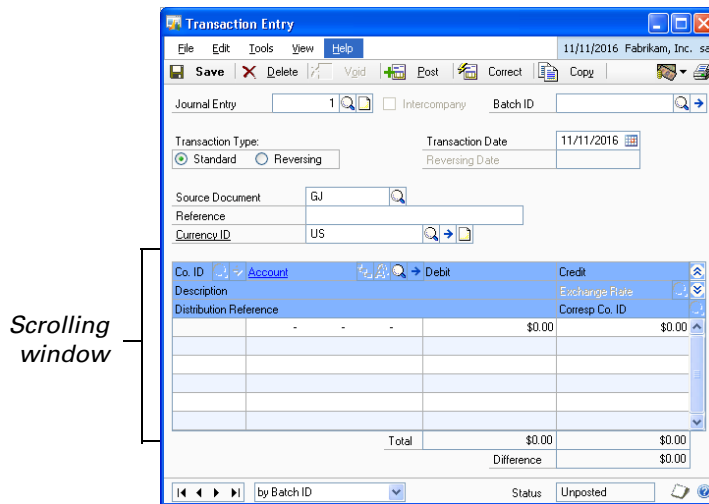 Transaction Entry
File Edit Tools View Help 11/11/2016 Fabrikam, Inc. sa
Save Delete Void Post Correct Copy
Journal Entry 1 Intercompany Batch ID
Transaction Type: Transaction Date 11/11/2016
Standard Reversing Reversing Date
Source Document GJ
Reference
Currency ID US
Co. ID Account Debit Credit
Description Exchange Rate
Distribution Reference Corresp Co. ID
- - - $0.00 $0.00
Scrolling
window
Total $0.00 $0.00
Difference $0.00
by Batch ID Status Unposted